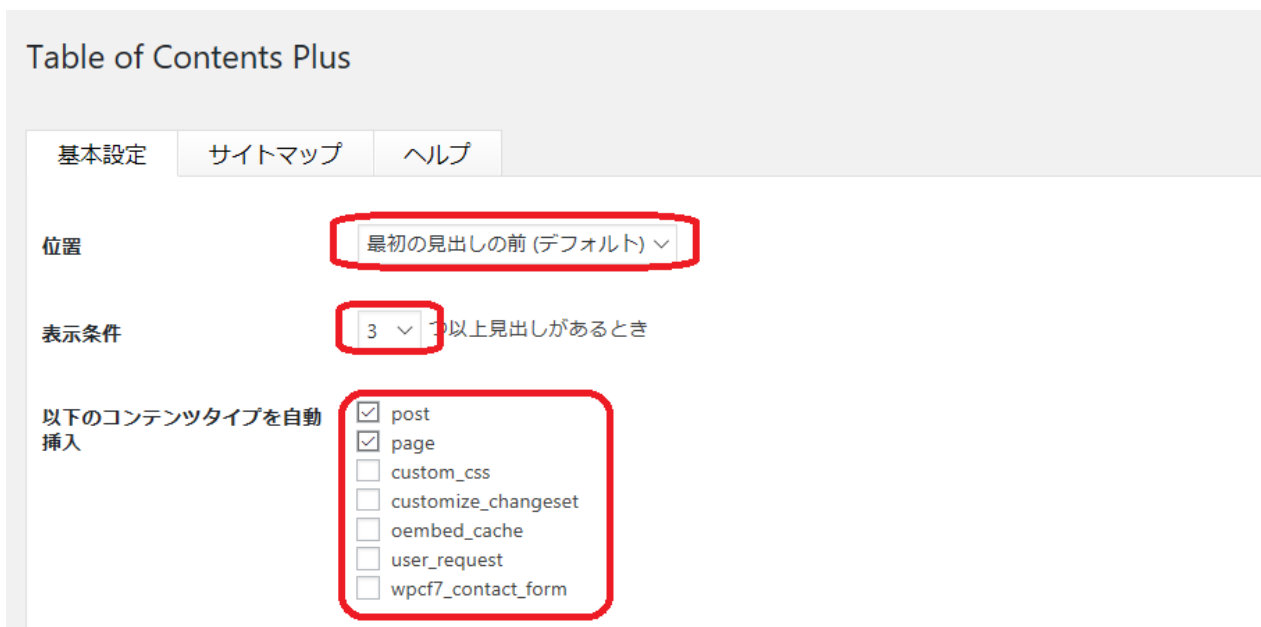 Table of Contents Plus
基本設定 サイトマップ ヘルプ
位置 最初の見出しの前 (デフォルト)
表示条件 3 つ以上見出しがあるとき
以下のコンテンツタイプを自動
挿入
post
page
custom_css
customize_changeset
oembed_cache
user_request
wpcf7_contact_form